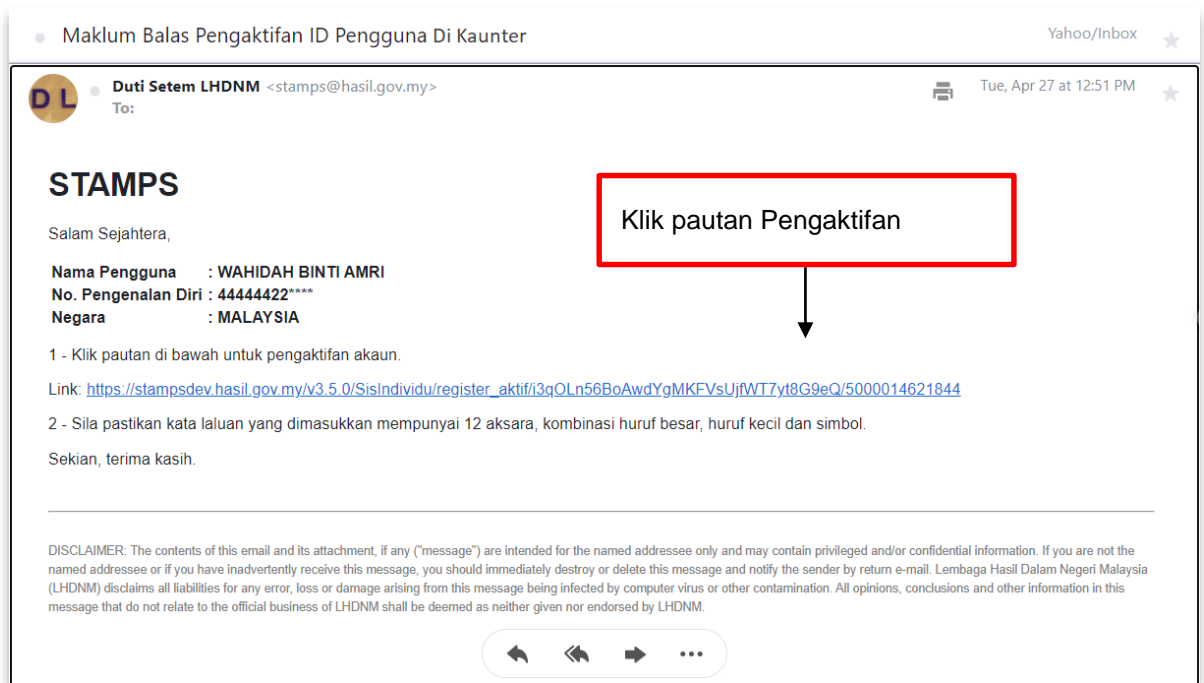 Maklum Balas Pengaktifan ID Pengguna Di Kaunter
Yahoo/Inbox
D L
Duti Setem LHDNM <stamps@hasil.gov.my>
Tue, Apr 27 at 12:51 PM
To:
STAMPS
Klik pautan Pengaktifan
Salam Sejahtera,
Nama Pengguna : WAHIDAH BINTI AMRI
No. Pengenalan Diri : 44444422****
Negara : MALAYSIA
1 - Klik pautan di bawah untuk pengaktifan akaun.
Link: https://stampsdev.hasil.gov.my/v3.5.0/SisIndividu/register_aktif/i3qOLn56BoAwdYgMKFVsUjfWT7yt8G9eQ/5000014621844
2 - Sila pastikan kata laluan yang dimasukkan mempunyai 12 aksara, kombinasi huruf besar, huruf kecil dan simbol.
Sekian, terima kasih.
DISCLAIMER: The contents of this email and its attachment, if any ("message") are intended for the named addressee only and may contain privileged and/or confidential information. If you are not the
named addressee or if you have inadvertently receive this message, you should immediately destroy or delete this message and notify the sender by return e-mail. Lembaga Hasil Dalam Negeri Malaysia
(LHDNM) disclaims all liabilities for any error, loss or damage arising from this message being infected by computer virus or other contamination. All opinions, conclusions and other information in this
message that do not relate to the official business of LHDNM shall be deemed as neither given nor endorsed by LHDNM.